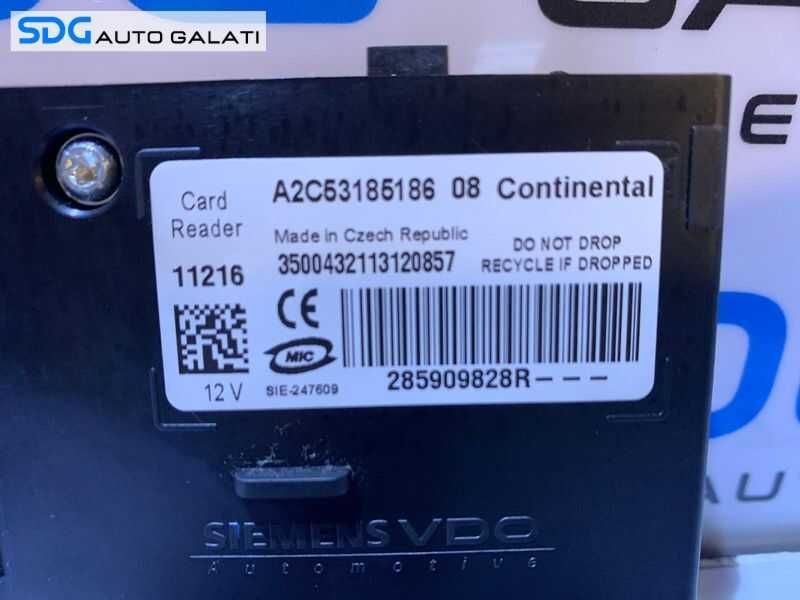 SDG AUTO GALATI
Card Reader
A2C53185186 08 Continental
Made in Czech Republic
DO NOT DROP
RECYCLE IF DROPPED
11216
3500432113120857
CE
MIC
12 V
SIE-247609
285909828R---
SIEMENS VDO
Automotive